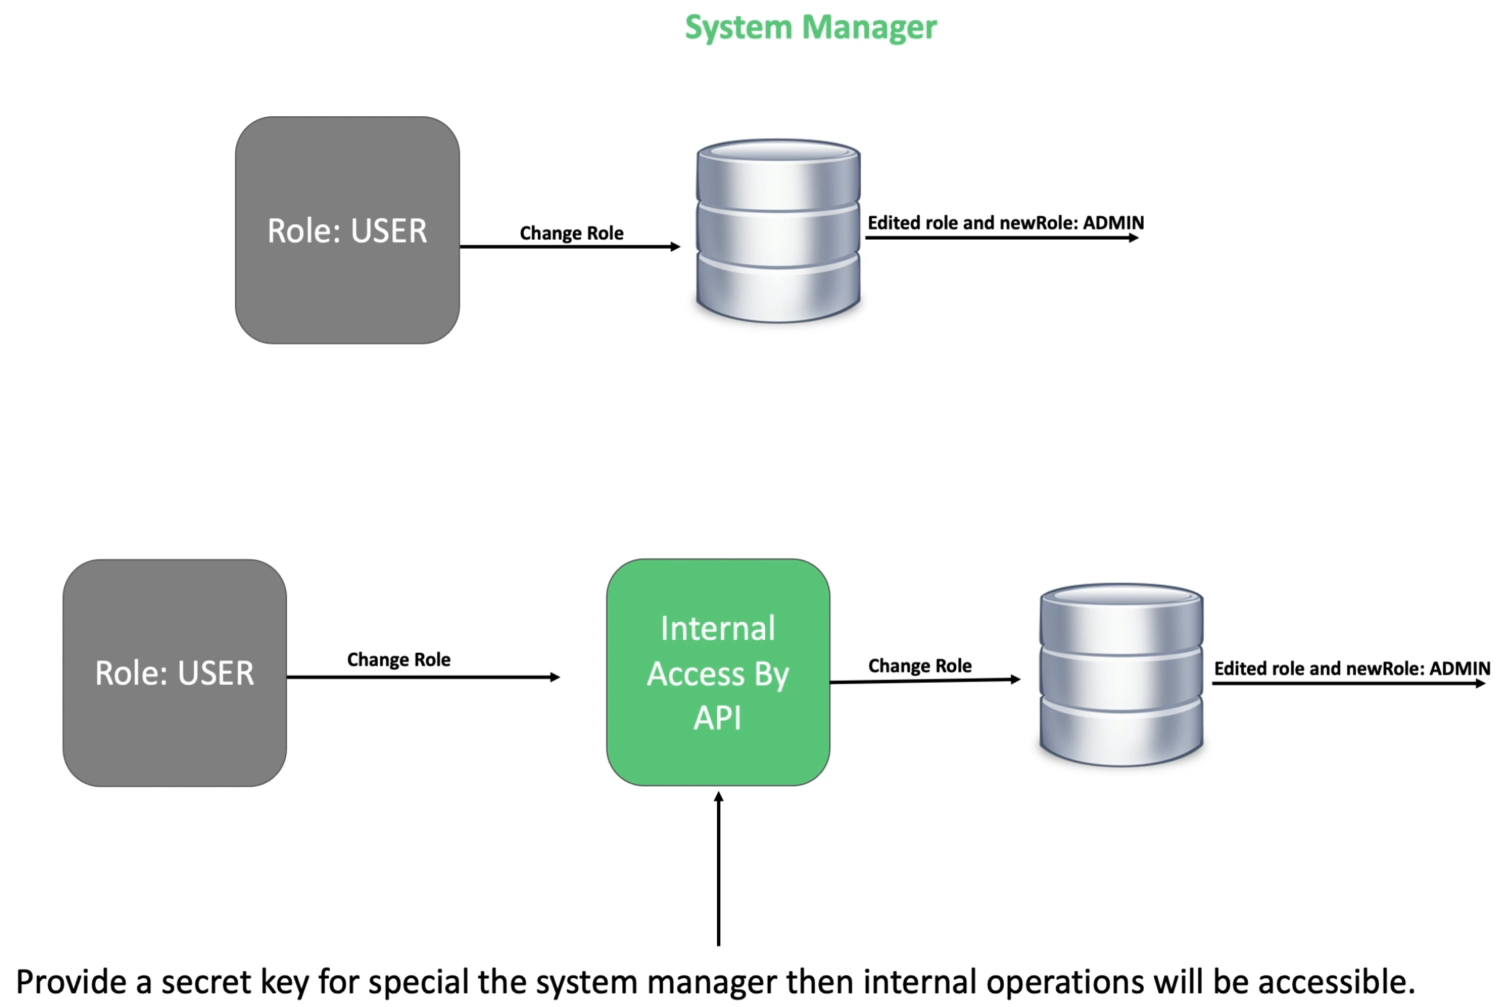 System Manager
Role: USER
Change Role
Edited role and newRole: ADMIN
Role: USER
Change Role
Internal
Access By
API
Change Role
Edited role and newRole: ADMIN
Provide a secret key for special the system manager then internal operations will be accessible.